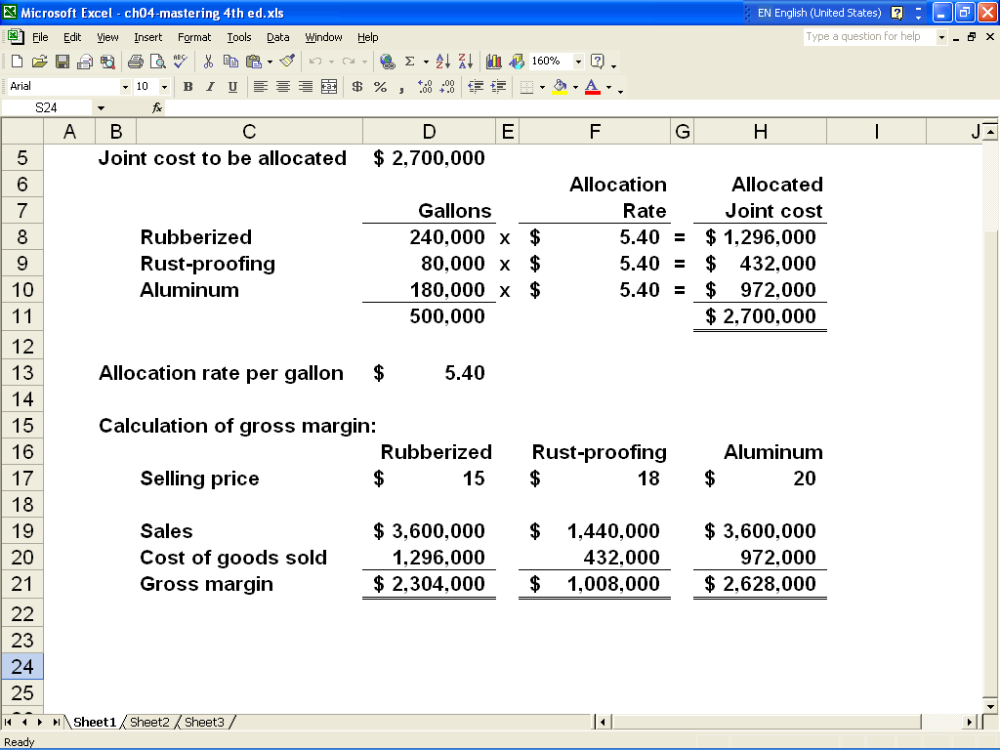 Microsoft Excel - ch04-mastering 4th ed.xls
EN English (United States)
File Edit View Insert Format Tools Data Window Help
Type a question for help
160%
Arial 10 B I U $ % ,
S24 fx
A B C D E F G H I J
5 Joint cost to be allocated $ 2,700,000
6 Allocation Allocated
7 Gallons Rate Joint cost
8 Rubberized 240,000 x $ 5.40 = $ 1,296,000
9 Rust-proofing 80,000 x $ 5.40 = $ 432,000
10 Aluminum 180,000 x $ 5.40 = $ 972,000
11 500,000 $ 2,700,000
12
13 Allocation rate per gallon $ 5.40
14
15 Calculation of gross margin:
16 Rubberized Rust-proofing Aluminum
17 Selling price $ 15 $ 18 $ 20
18
19 Sales $ 3,600,000 $ 1,440,000 $ 3,600,000
20 Cost of goods sold 1,296,000 432,000 972,000
21 Gross margin $ 2,304,000 $ 1,008,000 $ 2,628,000
22
23
24
25
Sheet1 Sheet2 Sheet3
Ready